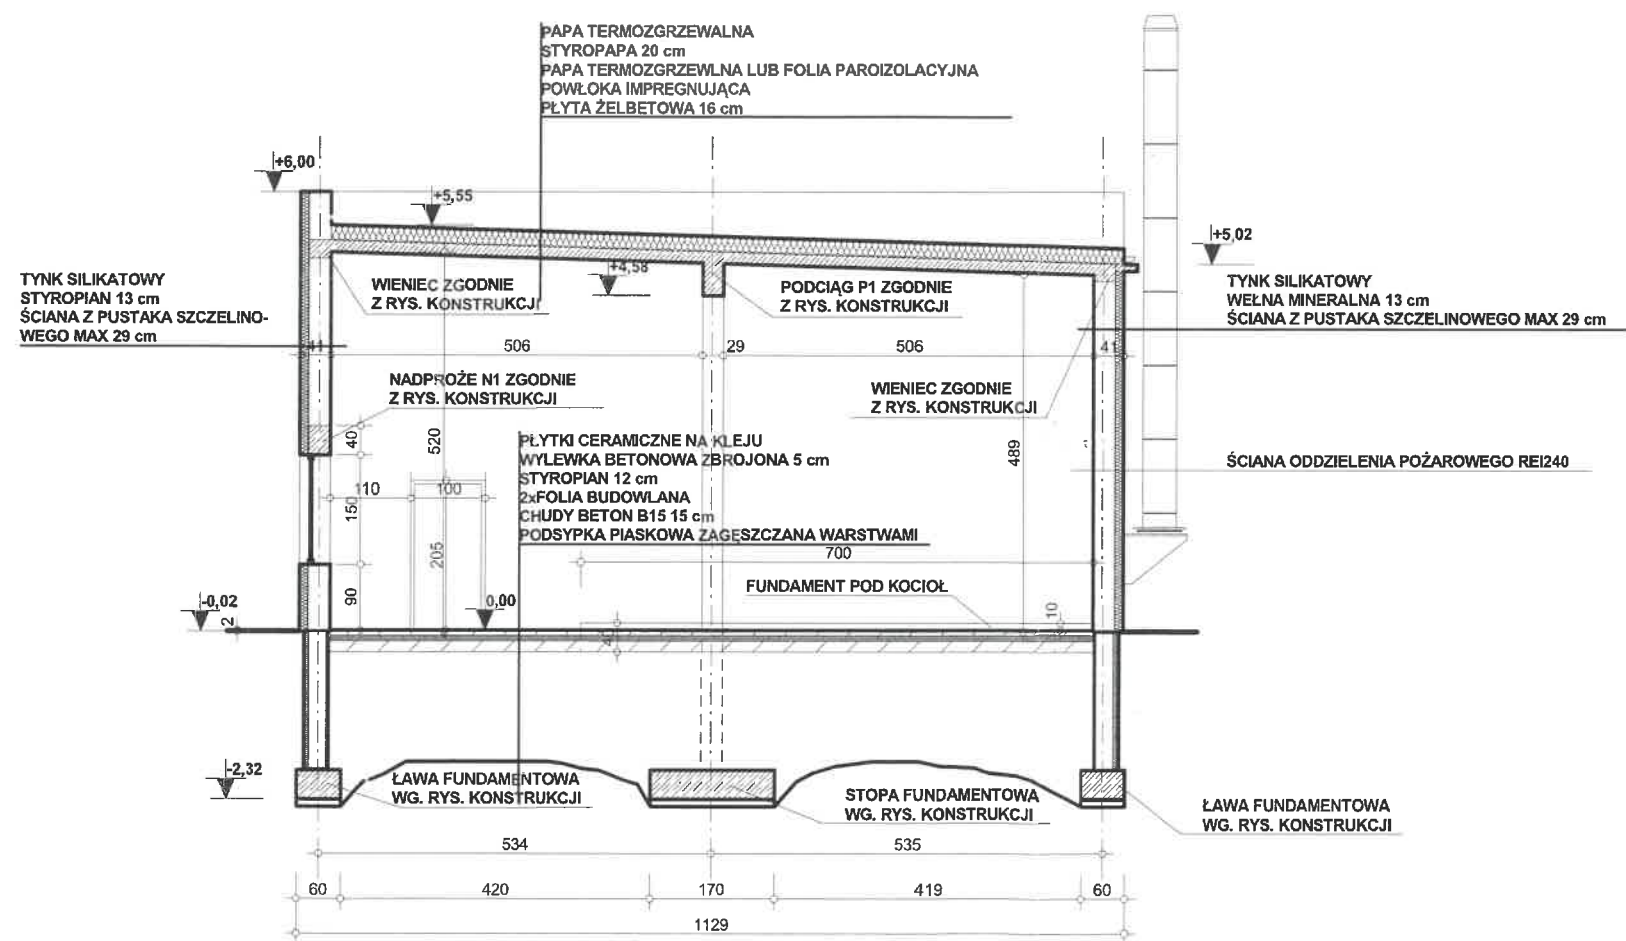 PAPA TERMOZGRZEWALNA
STYROPAPA 20 cm
PAPA TERMOZGRZEWLNA LUB FOLIA PAROIZOLACYJNA
POWŁOKA IMPREGNUJĄCA
PŁYTA ŻELBETOWA 16 cm
+6,00
+5,55
+5,02
+4,58
TYNK SILIKATOWY
STYROPIAN 13 cm
ŚCIANA Z PUSTAKA SZCZELINO-
WEGO MAX 29 cm
WIENIEC ZGODNIE
Z RYS. KONSTRUKCJI
PODCIĄG P1 ZGODNIE
Z RYS. KONSTRUKCJI
TYNK SILIKATOWY
WEŁNA MINERALNA 13 cm
ŚCIANA Z PUSTAKA SZCZELINOWEGO MAX 29 cm
41
506
29
506
41
NADPROŻE N1 ZGODNIE
Z RYS. KONSTRUKCJI
WIENIEC ZGODNIE
Z RYS. KONSTRUKCJI
40
520
489
PŁYTKI CERAMICZNE NA KLEJU
WYLEWKA BETONOWA ZBROJONA 5 cm
STYROPIAN 12 cm
2xFOLIA BUDOWLANA
CHUDY BETON B15 15 cm
PODSYPKA PIASKOWA ZAGĘSZCZANA WARSTWAMI
ŚCIANA ODDZIELENIA POŻAROWEGO REI240
110
100
150
205
700
90
FUNDAMENT POD KOCIOŁ
-0,02
0,00
2
10
40
-2,32
ŁAWA FUNDAMENTOWA
WG. RYS. KONSTRUKCJI
STOPA FUNDAMENTOWA
WG. RYS. KONSTRUKCJI
ŁAWA FUNDAMENTOWA
WG. RYS. KONSTRUKCJI
534
535
60
420
170
419
60
1129